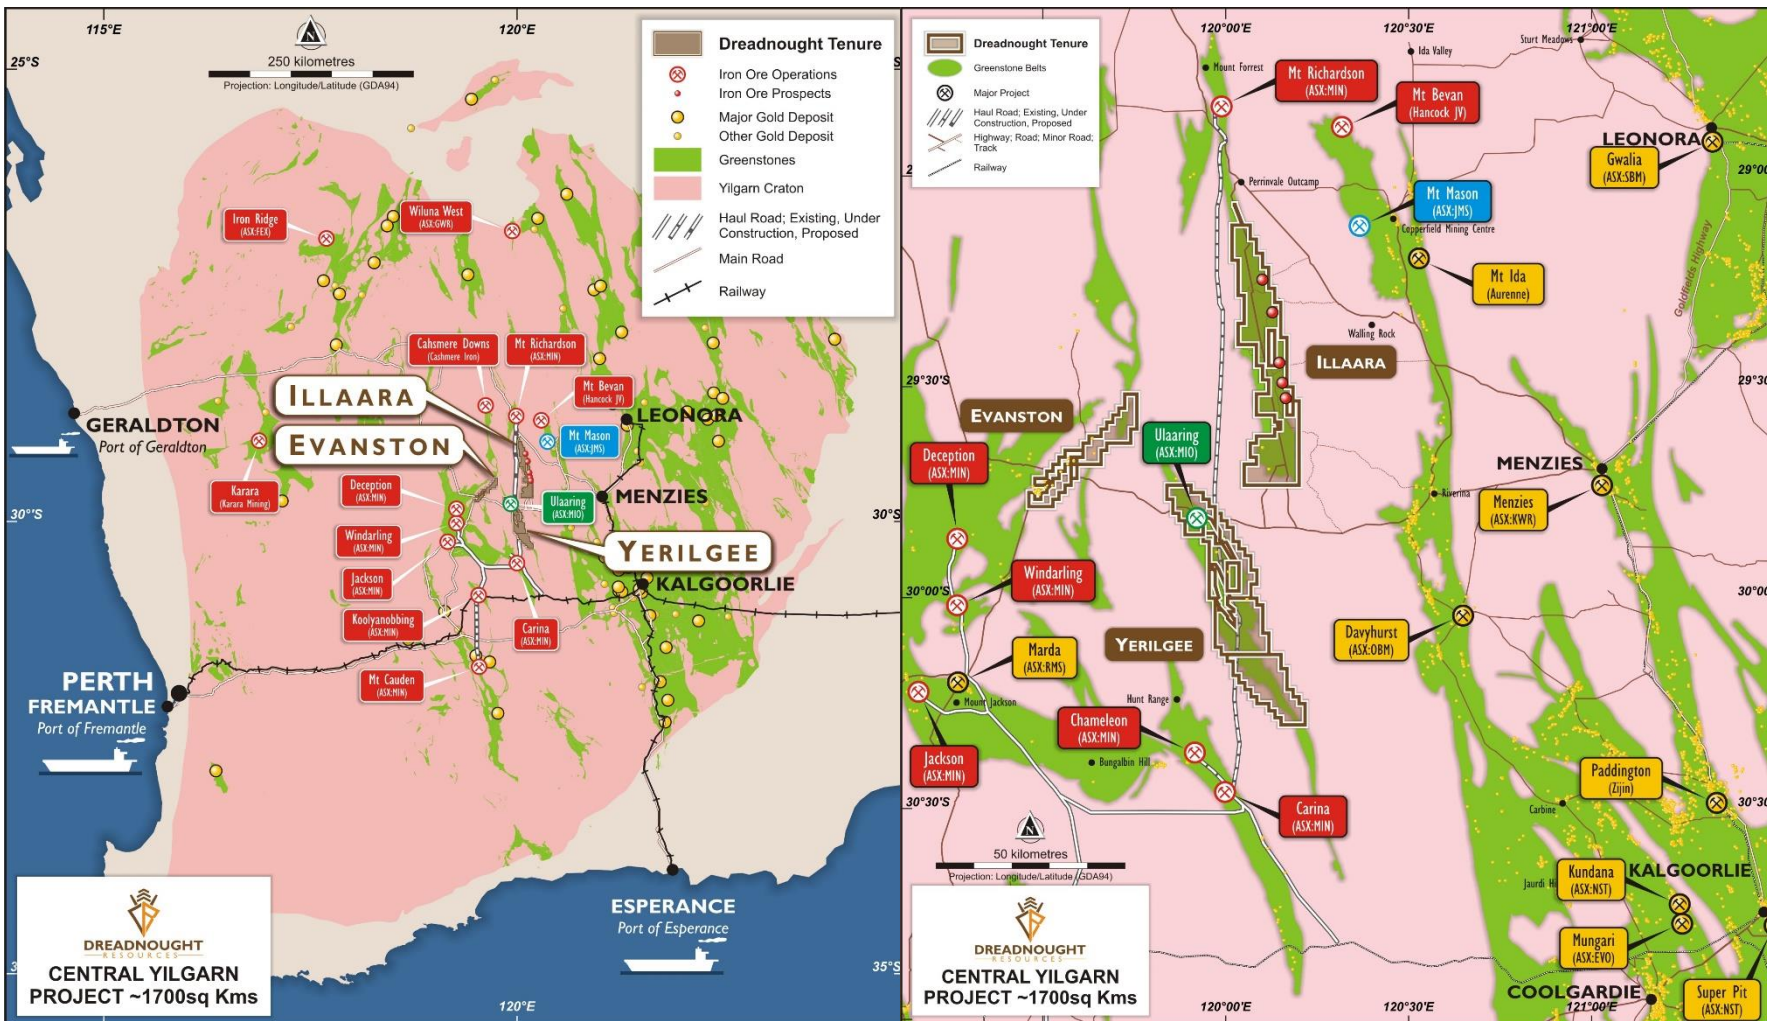 115°E
120°E
25°S
N
250 kilometres
Projection: Longitude/Latitude (GDA94)
Dreadnought Tenure
Iron Ore Operations
Iron Ore Prospects
Major Gold Deposit
Other Gold Deposit
Greenstones
Yilgarn Craton
Haul Road; Existing, Under
Construction, Proposed
Main Road
Railway
Iron Ridge
(ASX:FEX)
Wiluna West
(ASX:GWR)
Cahsmere Downs
(Cashmere Iron)
Mt Richardson
(ASX:MIN)
Mt Bevan
(Hancock JV)
ILLAARA
LEONORA
GERALDTON
Port of Geraldton
EVANSTON
Mt Mason
(ASX:JMS)
Karara
(Karara Mining)
Deception
(ASX:MIN)
MENZIES
Ulaaring
(ASX:MIO)
30°S
30°S
Windarling
(ASX:MIN)
YERILGEE
Jackson
(ASX:MIN)
KALGOORLIE
Koolyanobbing
(ASX:MIN)
Carina
(ASX:MIN)
Mt Cauden
(ASX:MIN)
PERTH
FREMANTLE
Port of Fremantle
ESPERANCE
Port of Esperance
DREADNOUGHT
RESOURCES
CENTRAL YILGARN
PROJECT ~1700sq Kms
35°S
120°E
120°00'E
120°30'E
121°00'E
N
50 kilometres
Projection: Longitude/Latitude (GDA94)
Dreadnought Tenure
Greenstone Belts
Major Project
Haul Road; Existing, Under
Construction, Proposed
Highway; Road; Minor Road;
Track
Railway
Sturt Meadows
Ida Valley
Mount Forrest
Mt Richardson
(ASX:MIN)
Mt Bevan
(Hancock JV)
LEONORA
Gwalia
(ASX:SBM)
29°00'S
Perrinvale Outcamp
Mt Mason
(ASX:JMS)
Copperfield Mining Centre
Mt Ida
(Aurenne)
Goldfields Highway
Walling Rock
ILLAARA
29°30'S
29°30'S
EVANSTON
Deception
(ASX:MIN)
Ulaaring
(ASX:MIO)
MENZIES
Riverina
Menzies
(ASX:KWR)
30°00'S
30°00'S
Windarling
(ASX:MIN)
Marda
(ASX:RMS)
YERILGEE
Davyhurst
(ASX:OBM)
Mount Jackson
Hunt Range
Chameleon
(ASX:MIN)
Jackson
(ASX:MIN)
Bungalbin Hill
Paddington
(Zijin)
30°30'S
30°30'S
Carina
(ASX:MIN)
Carbine
Kundana
(ASX:NST)
KALGOORLIE
Jaurdi
Mungari
(ASX:EVO)
COOLGARDIE
Super Pit
(ASX:NST)
DREADNOUGHT
RESOURCES
CENTRAL YILGARN
PROJECT ~1700sq Kms
120°00'E
120°30'E
121°00'E